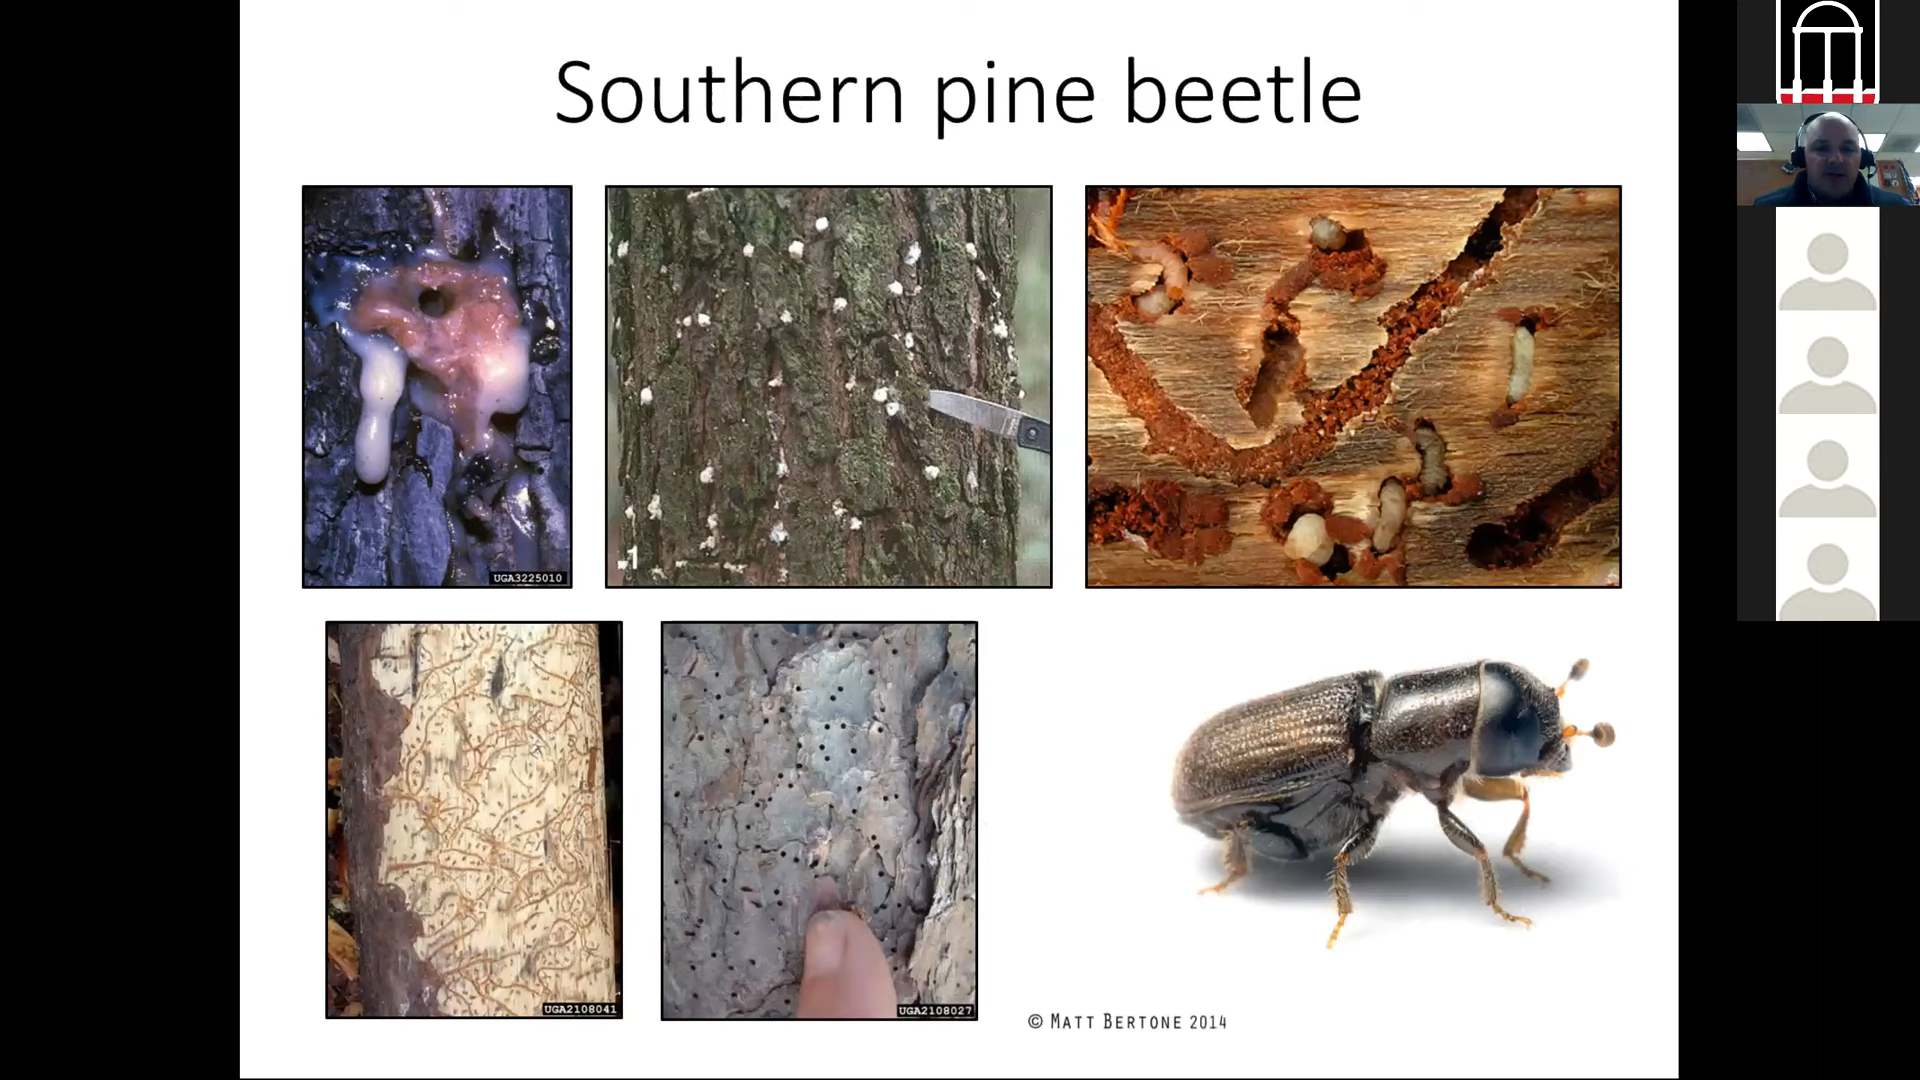 Southern pine beetle
UGA3225010
UGA2108041
UGA2108027
© MATT BERTONE 2014